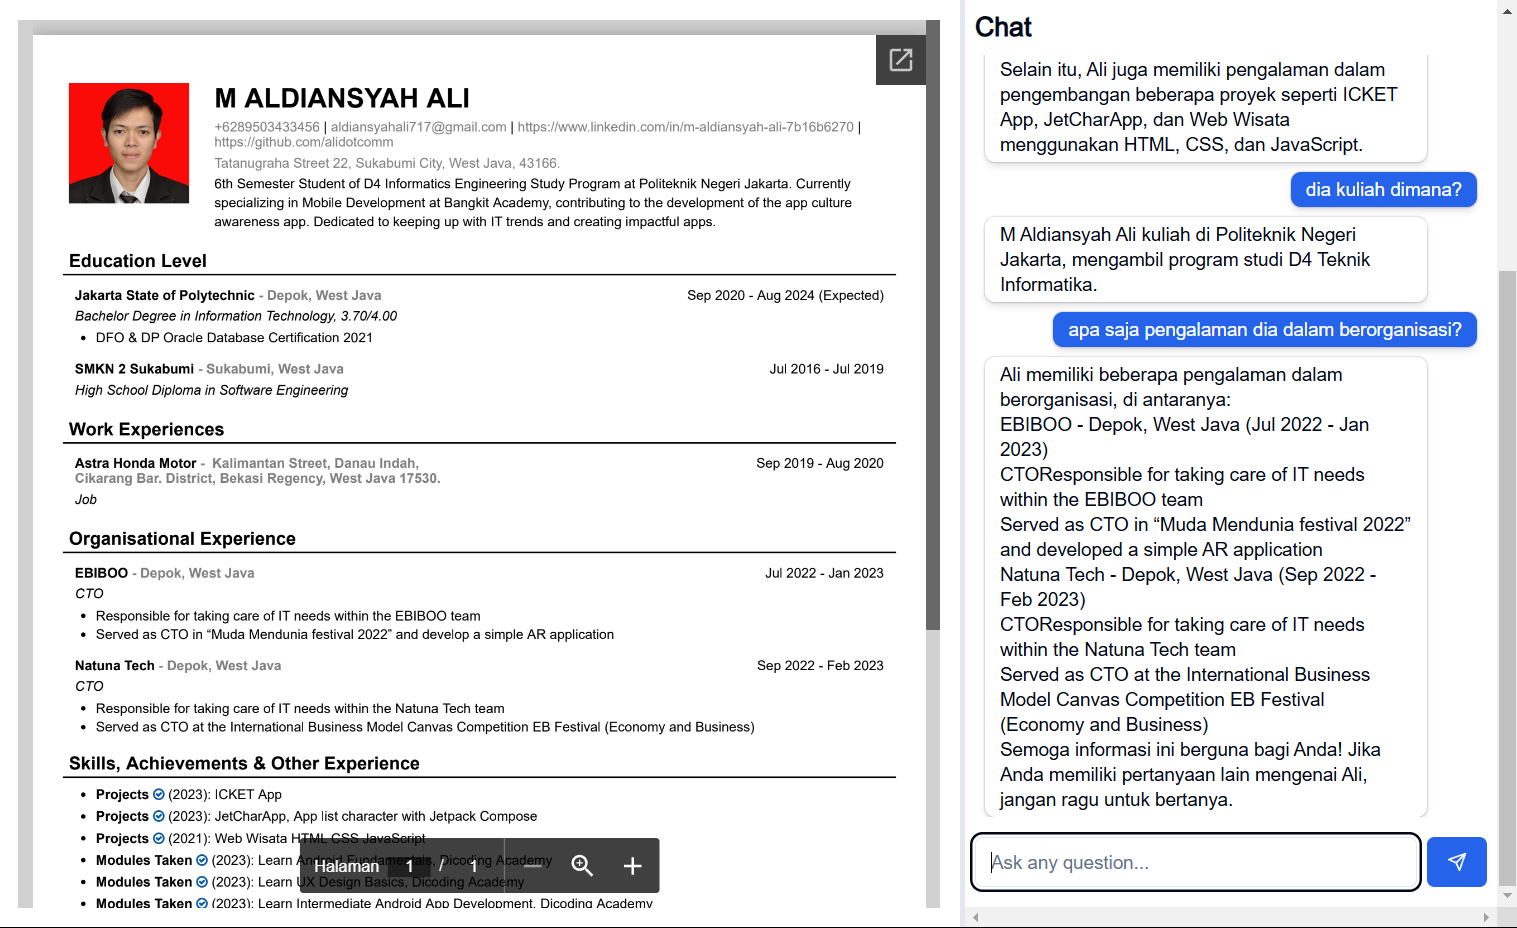 M ALDIANSYAH ALI
+6289503433456 | aldiansyahali717@gmail.com | https://www.linkedin.com/in/m-aldiansyah-ali-7b16b6270 |
https://github.com/alidotcomm
Tatanugraha Street 22, Sukabumi City, West Java, 43166.
6th Semester Student of D4 Informatics Engineering Study Program at Politeknik Negeri Jakarta. Currently
specializing in Mobile Development at Bangkit Academy, contributing to the development of the app culture
awareness app. Dedicated to keeping up with IT trends and creating impactful apps.
Education Level
Jakarta State of Polytechnic - Depok, West Java Sep 2020 - Aug 2024 (Expected)
Bachelor Degree in Information Technology, 3.70/4.00
• DFO & DP Oracle Database Certification 2021
SMKN 2 Sukabumi - Sukabumi, West Java Jul 2016 - Jul 2019
High School Diploma in Software Engineering
Work Experiences
Astra Honda Motor - Kalimantan Street, Danau Indah, Sep 2019 - Aug 2020
Cikarang Bar. District, Bekasi Regency, West Java 17530.
Job
Organisational Experience
EBIBOO - Depok, West Java Jul 2022 - Jan 2023
CTO
• Responsible for taking care of IT needs within the EBIBOO team
• Served as CTO in “Muda Mendunia festival 2022” and develop a simple AR application
Natuna Tech - Depok, West Java Sep 2022 - Feb 2023
CTO
• Responsible for taking care of IT needs within the Natuna Tech team
• Served as CTO at the International Business Model Canvas Competition EB Festival (Economy and Business)
Skills, Achievements & Other Experience
• Projects (2023): ICKET App
• Projects (2023): JetCharApp, App list character with Jetpack Compose
• Projects (2021): Web Wisata HTML CSS JavaScript
• Modules Taken (2023): Learn Android Fundamentals, Dicoding Academy
• Modules Taken (2023): Learn UX Design Basics, Dicoding Academy
• Modules Taken (2023): Learn Intermediate Android App Development, Dicoding Academy
Halaman 1 / 1
Chat
Selain itu, Ali juga memiliki pengalaman dalam
pengembangan beberapa proyek seperti ICKET
App, JetCharApp, dan Web Wisata
menggunakan HTML, CSS, dan JavaScript.
dia kuliah dimana?
M Aldiansyah Ali kuliah di Politeknik Negeri
Jakarta, mengambil program studi D4 Teknik
Informatika.
apa saja pengalaman dia dalam berorganisasi?
Ali memiliki beberapa pengalaman dalam
berorganisasi, di antaranya:
EBIBOO - Depok, West Java (Jul 2022 - Jan
2023)
CTOResponsible for taking care of IT needs
within the EBIBOO team
Served as CTO in “Muda Mendunia festival 2022”
and developed a simple AR application
Natuna Tech - Depok, West Java (Sep 2022 -
Feb 2023)
CTOResponsible for taking care of IT needs
within the Natuna Tech team
Served as CTO at the International Business
Model Canvas Competition EB Festival
(Economy and Business)
Semoga informasi ini berguna bagi Anda! Jika
Anda memiliki pertanyaan lain mengenai Ali,
jangan ragu untuk bertanya.
Ask any question...